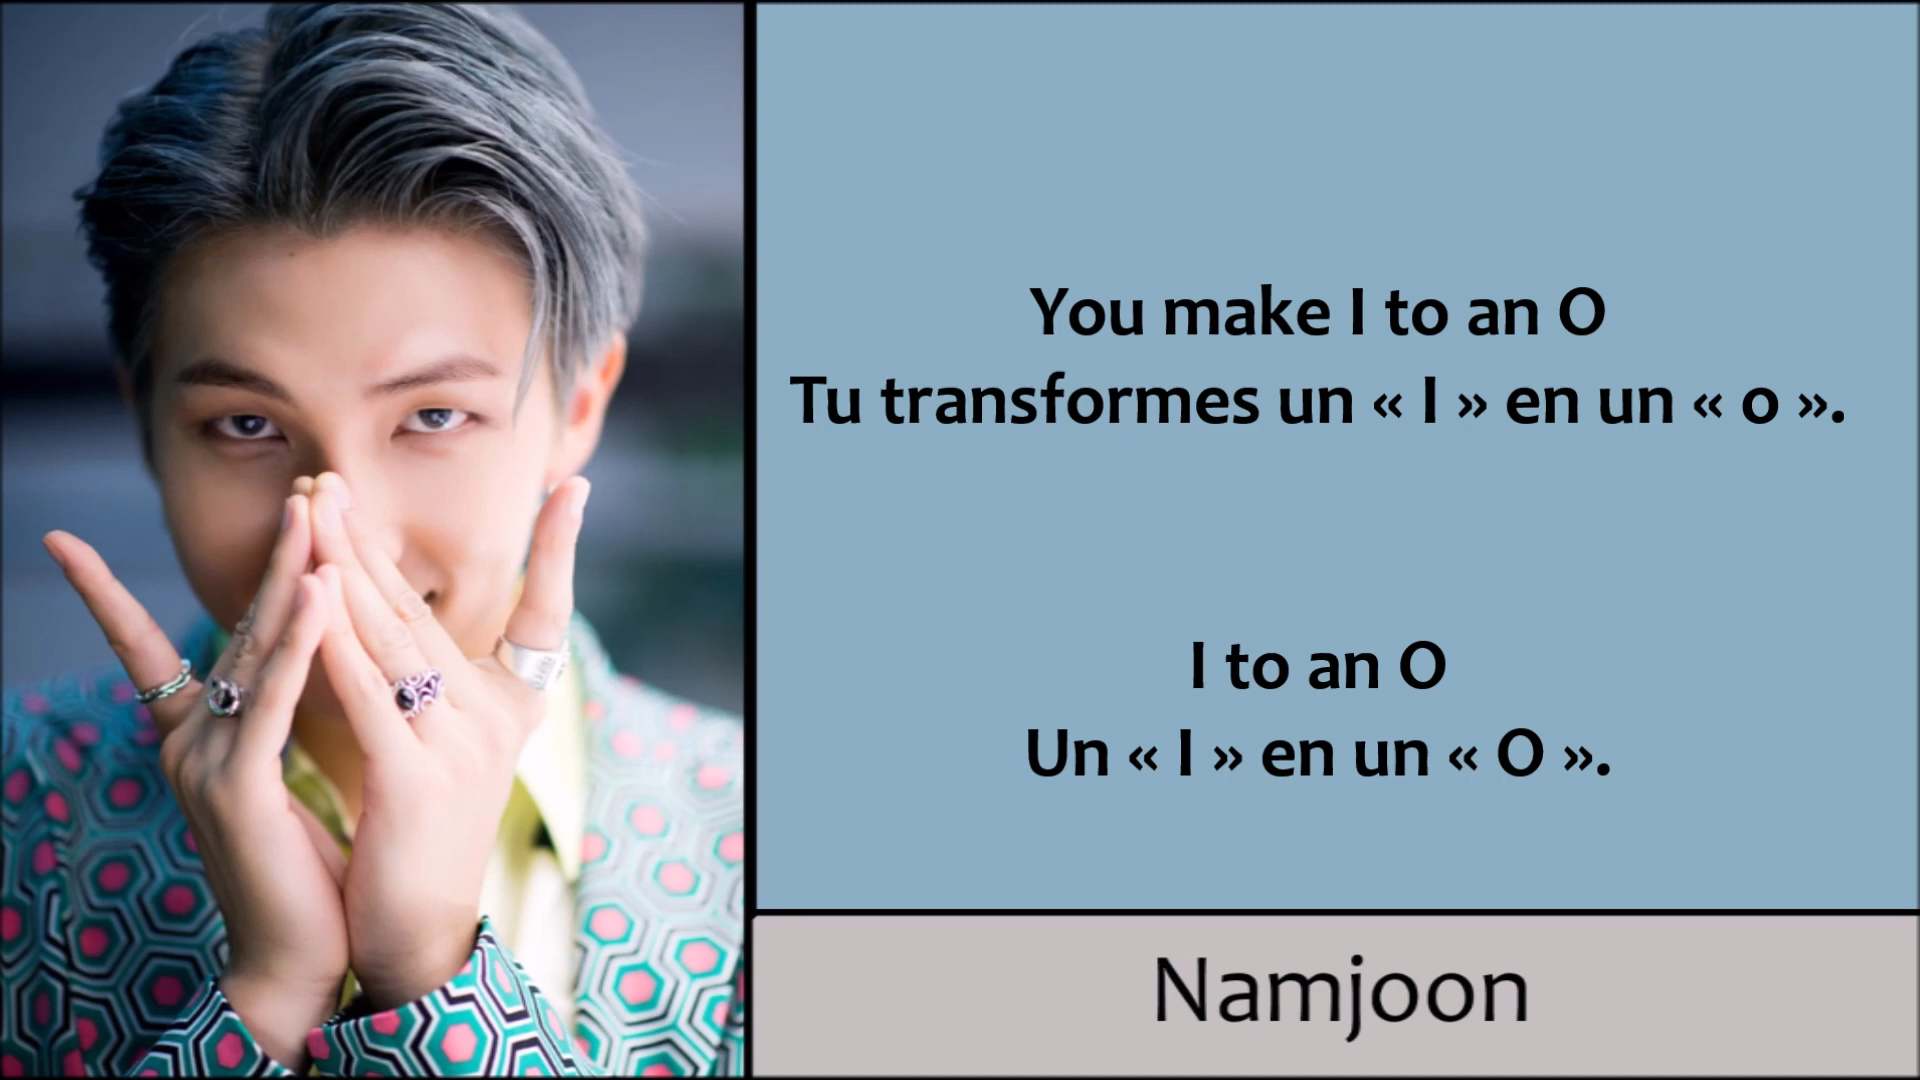 You make I to an O
Tu transformes un « I » en un « o ».
I to an O
Un « I » en un « O ».
Namjoon